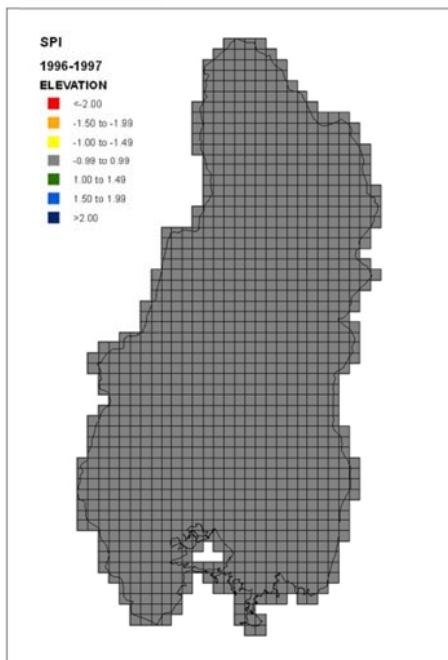 SPI
1996-1997
ELEVATION
<-2.00
-1.50 to -1.99
-1.00 to -1.49
-0.99 to 0.99
1.00 to 1.49
1.50 to 1.99
>2.00